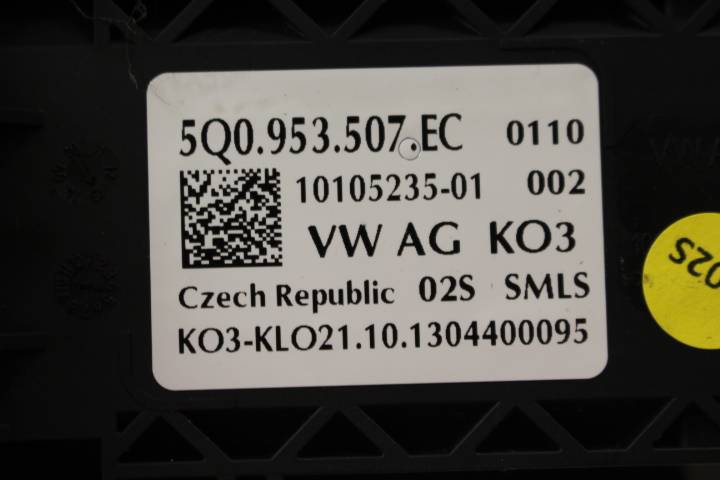 5Q0.953.507.EC 0110
10105235-01 002
VW AG KO3
Czech Republic 02S SMLS
KO3-KLO21.10.1304400095
02S